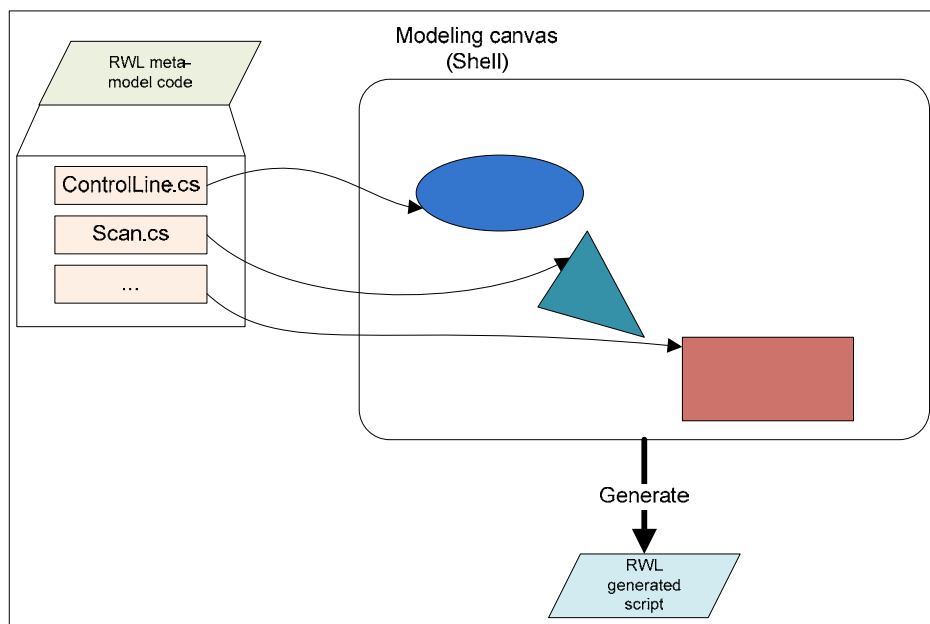 Modeling canvas
(Shell)
RWL meta-
model code
ControlLine.cs
Scan.cs
...
Generate
RWL
generated
script